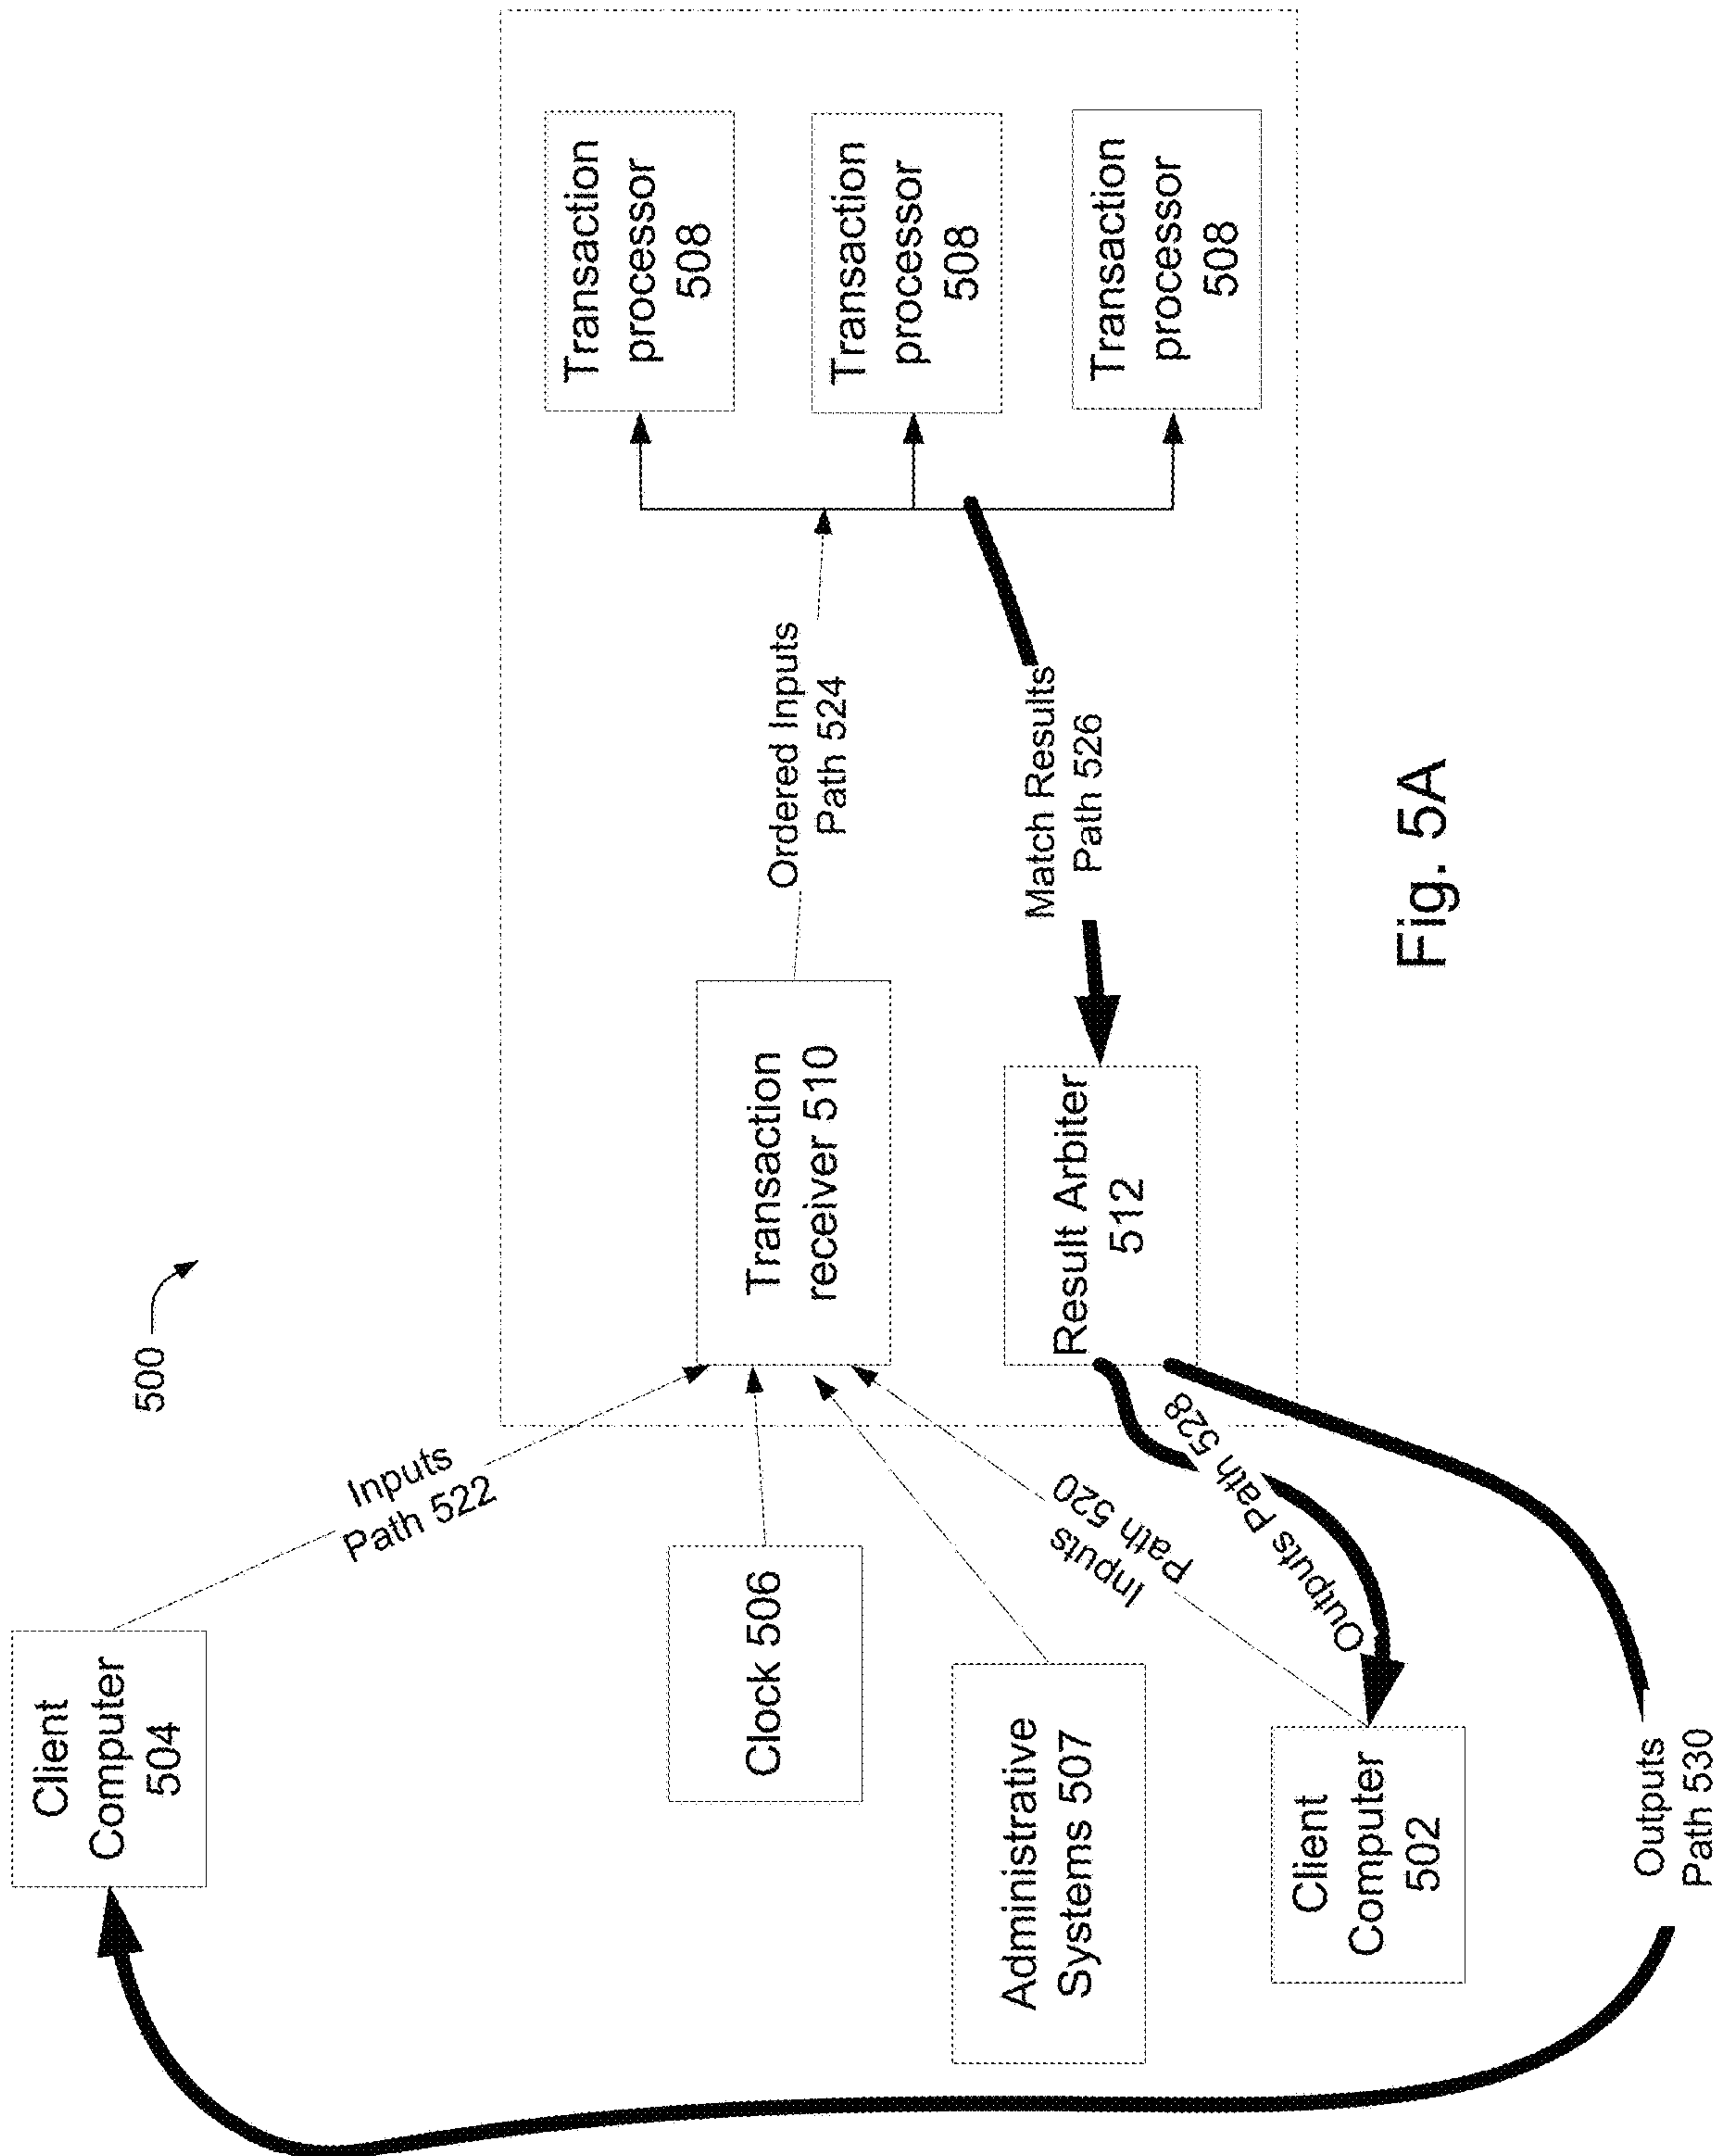 500
Client
Computer
504
Inputs
Path 522
Clock 506
Administrative
Systems 507
Client
Computer
502
Inputs
Path 520
Outputs Path 528
Outputs
Path 530
Transaction
receiver 510
Result Arbiter
512
Ordered Inputs
Path 524
Match Results
Path 526
Transaction
processor
508
Transaction
processor
508
Transaction
processor
508
Fig. 5A